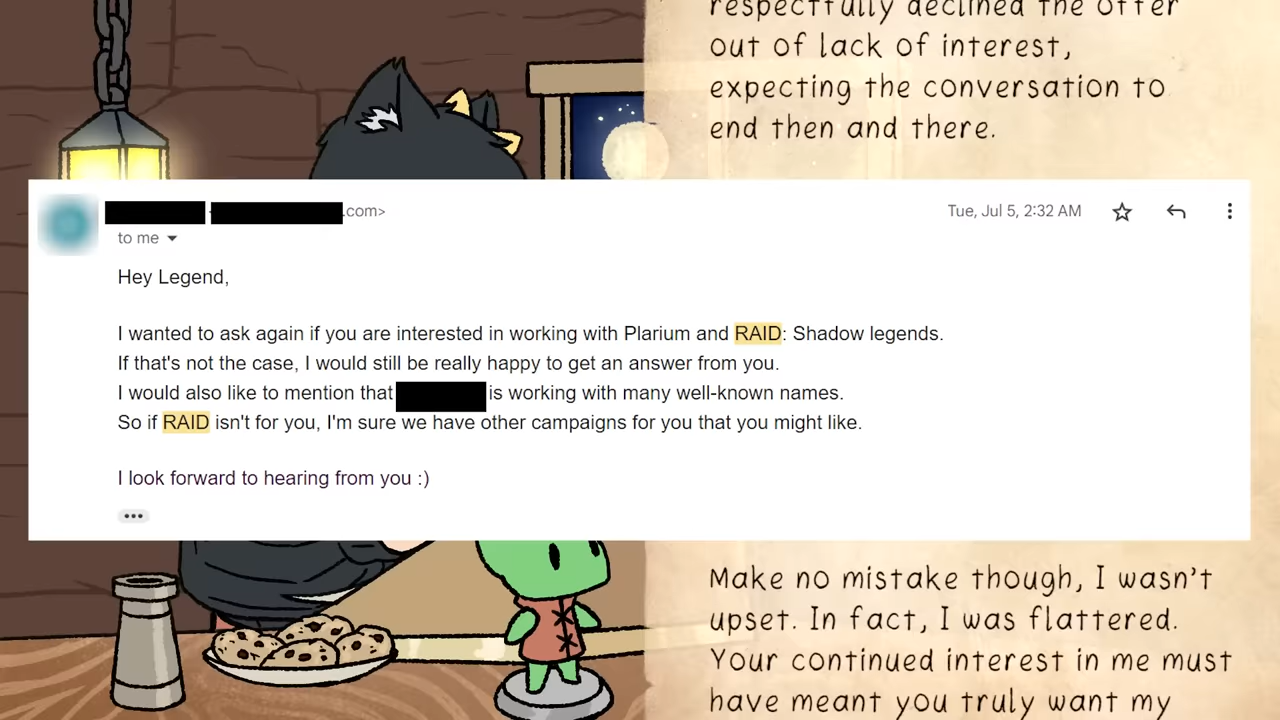 respectfully declined the offer
out of lack of interest,
expecting the conversation to
end then and there.
.com>
Tue, Jul 5, 2:32 AM
to me
Hey Legend,
I wanted to ask again if you are interested in working with Plarium and RAID: Shadow legends.
If that's not the case, I would still be really happy to get an answer from you.
I would also like to mention that is working with many well-known names.
So if RAID isn't for you, I'm sure we have other campaigns for you that you might like.
I look forward to hearing from you :)
Make no mistake though, I wasn't
upset. In fact, I was flattered.
Your continued interest in me must
have meant you truly want my